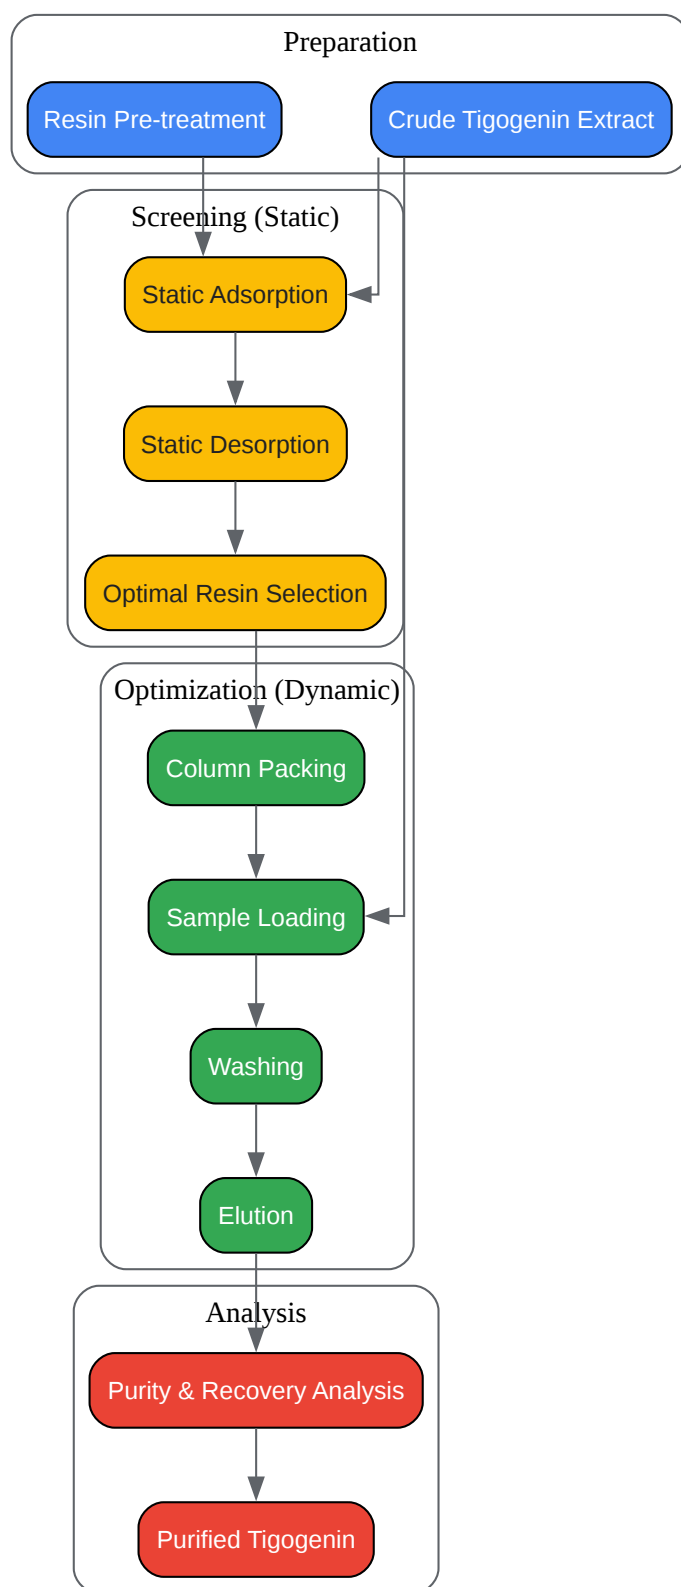 Preparation
Resin Pre-treatment
Crude Tigogenin Extract
Screening (Static)
Static Adsorption
Static Desorption
Optimal Resin Selection
Optimization (Dynamic)
Column Packing
Sample Loading
Washing
Elution
Analysis
Purity & Recovery Analysis
Purified Tigogenin